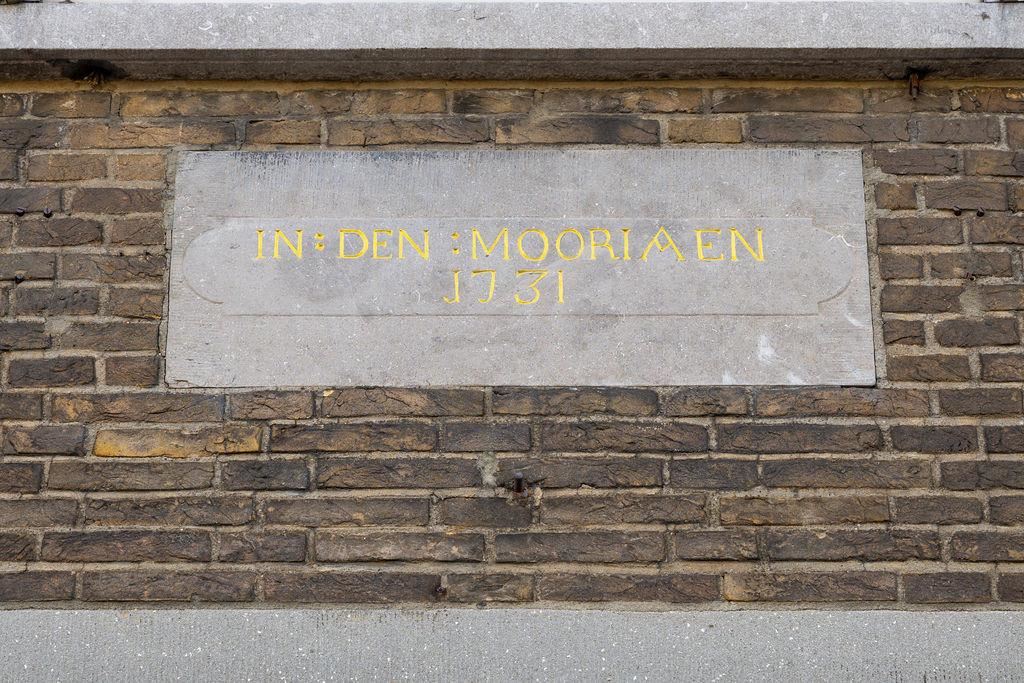 IN : DEN : MOORIAEN
1731